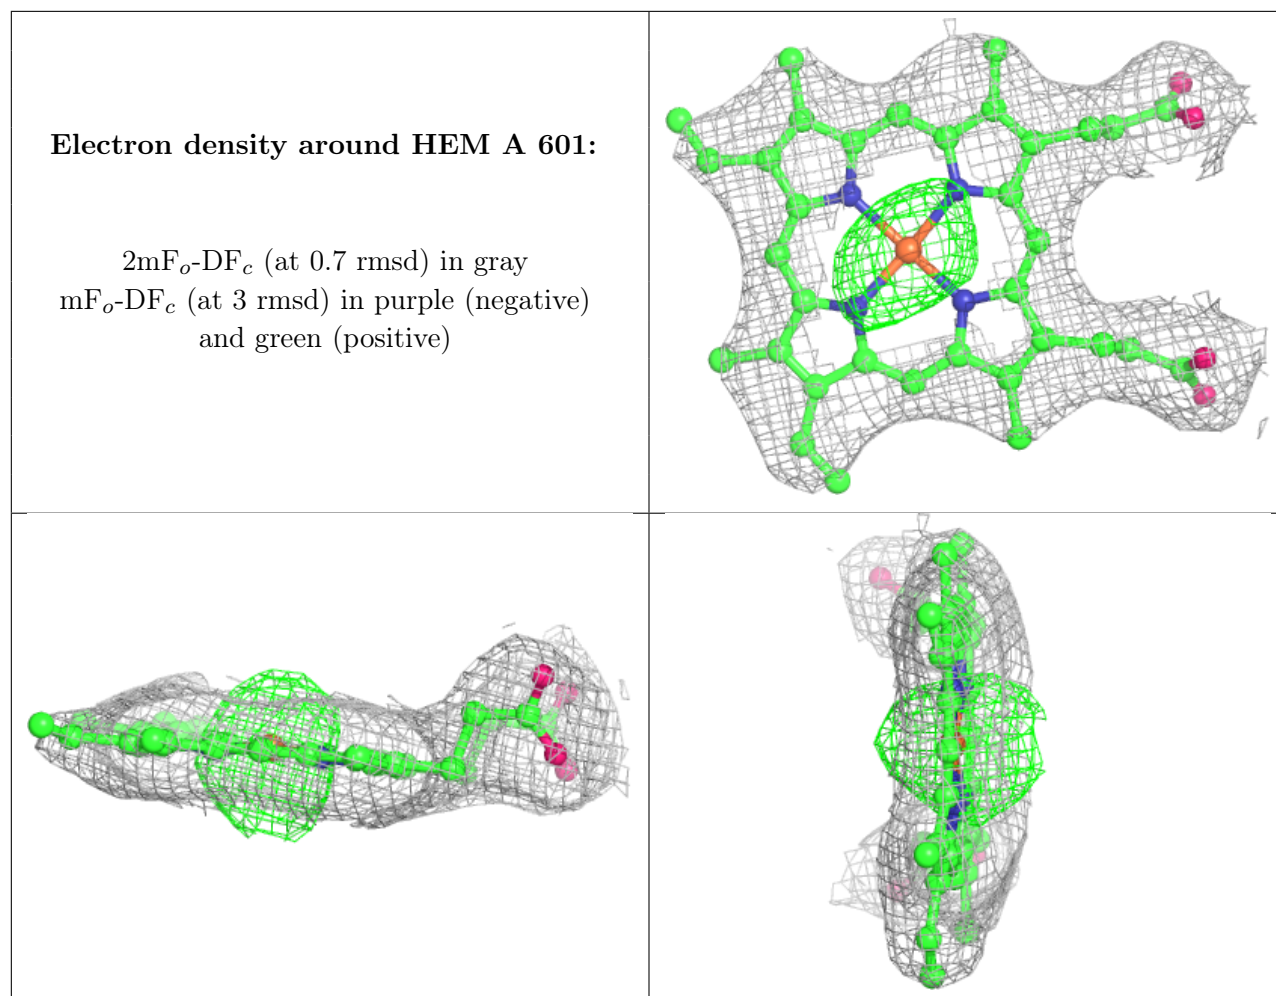 Electron density around HEM A 601:
2mFo-DFc (at 0.7 rmsd) in gray
mFo-DFc (at 3 rmsd) in purple (negative)
and green (positive)